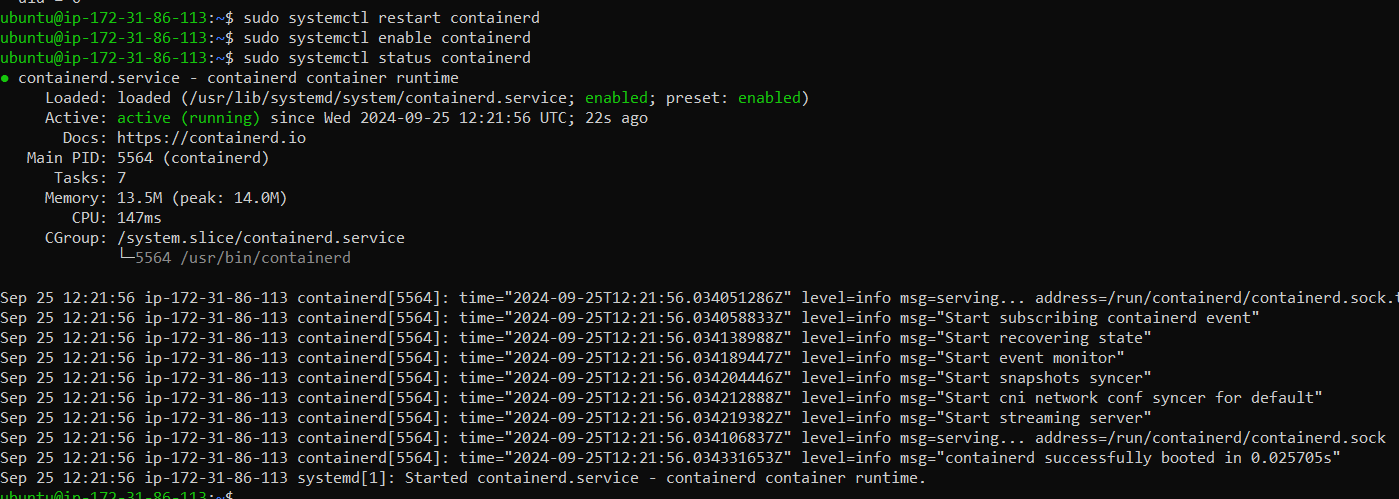 uid = 0
ubuntu@ip-172-31-86-113:~$ sudo systemctl restart containerd
ubuntu@ip-172-31-86-113:~$ sudo systemctl enable containerd
ubuntu@ip-172-31-86-113:~$ sudo systemctl status containerd
● containerd.service - containerd container runtime
     Loaded: loaded (/usr/lib/systemd/system/containerd.service; enabled; preset: enabled)
     Active: active (running) since Wed 2024-09-25 12:21:56 UTC; 22s ago
       Docs: https://containerd.io
   Main PID: 5564 (containerd)
      Tasks: 7
     Memory: 13.5M (peak: 14.0M)
        CPU: 147ms
     CGroup: /system.slice/containerd.service
             └─5564 /usr/bin/containerd
Sep 25 12:21:56 ip-172-31-86-113 containerd[5564]: time="2024-09-25T12:21:56.034051286Z" level=info msg=serving... address=/run/containerd/containerd.sock.t
Sep 25 12:21:56 ip-172-31-86-113 containerd[5564]: time="2024-09-25T12:21:56.034058833Z" level=info msg="Start subscribing containerd event"
Sep 25 12:21:56 ip-172-31-86-113 containerd[5564]: time="2024-09-25T12:21:56.034138988Z" level=info msg="Start recovering state"
Sep 25 12:21:56 ip-172-31-86-113 containerd[5564]: time="2024-09-25T12:21:56.034189447Z" level=info msg="Start event monitor"
Sep 25 12:21:56 ip-172-31-86-113 containerd[5564]: time="2024-09-25T12:21:56.034204446Z" level=info msg="Start snapshots syncer"
Sep 25 12:21:56 ip-172-31-86-113 containerd[5564]: time="2024-09-25T12:21:56.034212888Z" level=info msg="Start cni network conf syncer for default"
Sep 25 12:21:56 ip-172-31-86-113 containerd[5564]: time="2024-09-25T12:21:56.034219382Z" level=info msg="Start streaming server"
Sep 25 12:21:56 ip-172-31-86-113 containerd[5564]: time="2024-09-25T12:21:56.034106837Z" level=info msg=serving... address=/run/containerd/containerd.sock
Sep 25 12:21:56 ip-172-31-86-113 containerd[5564]: time="2024-09-25T12:21:56.034331653Z" level=info msg="containerd successfully booted in 0.025705s"
Sep 25 12:21:56 ip-172-31-86-113 systemd[1]: Started containerd.service - containerd container runtime.
ubuntu@ip-172-31-86-113:~$